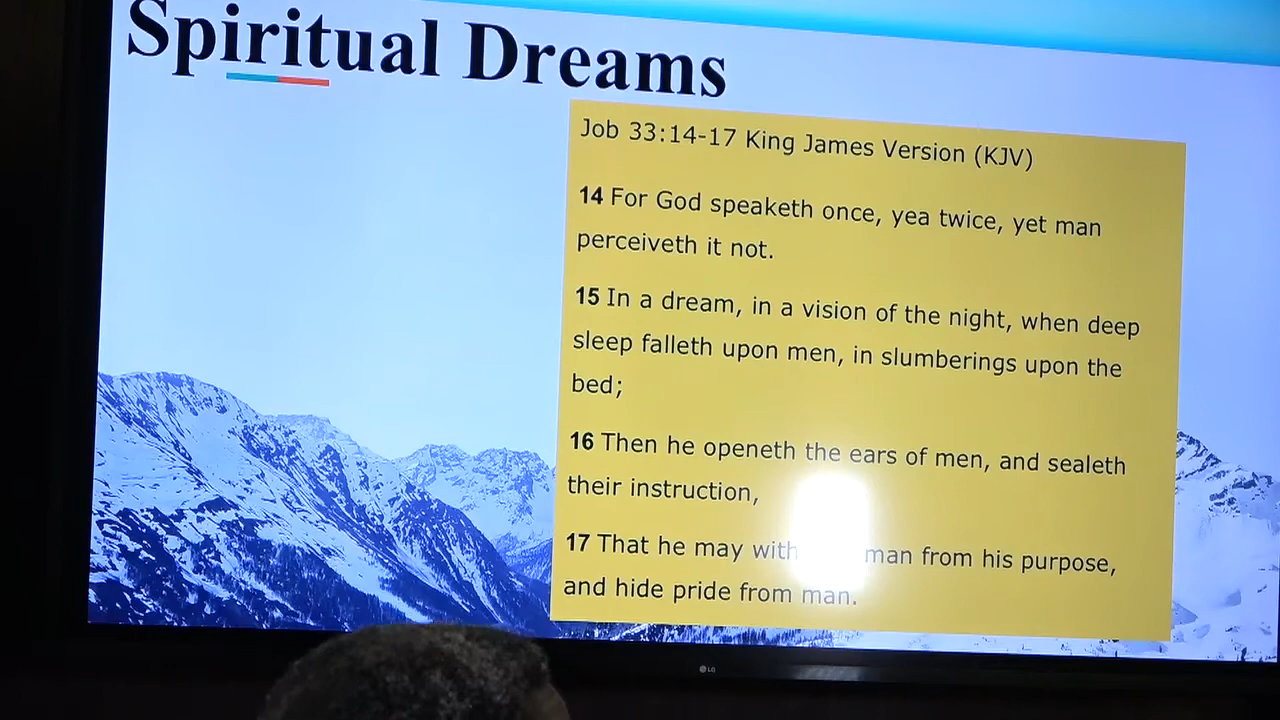 Spiritual Dreams
Job 33:14-17 King James Version (KJV)
14 For God speaketh once, yea twice, yet man
perceiveth it not.
15 In a dream, in a vision of the night, when deep
sleep falleth upon men, in slumberings upon the
bed;
16 Then he openeth the ears of men, and sealeth
their instruction,
17 That he may with man from his purpose,
and hide pride from man.
LG